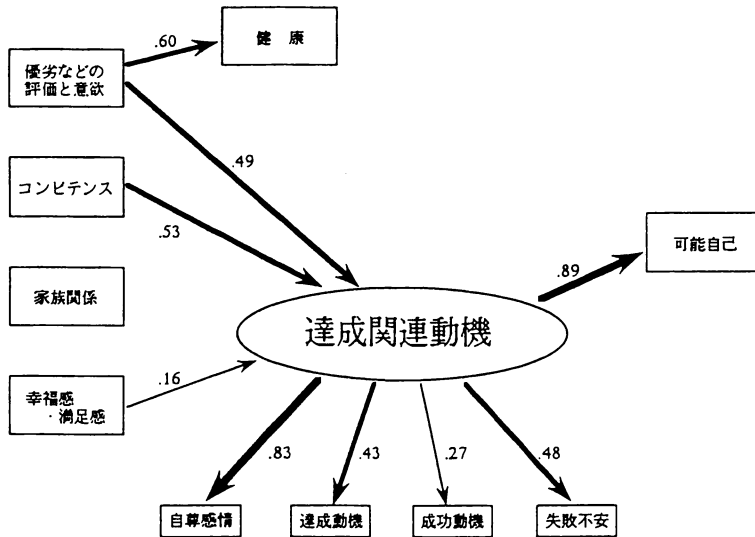 .60
健 康
優劣などの
評価と意欲
.49
コンピテンス
.53
可能自己
.89
家族関係
達成関連動機
.16
幸福感
・満足感
.83
.43
.27
.48
自尊感情
達成動機
成功動機
失敗不安